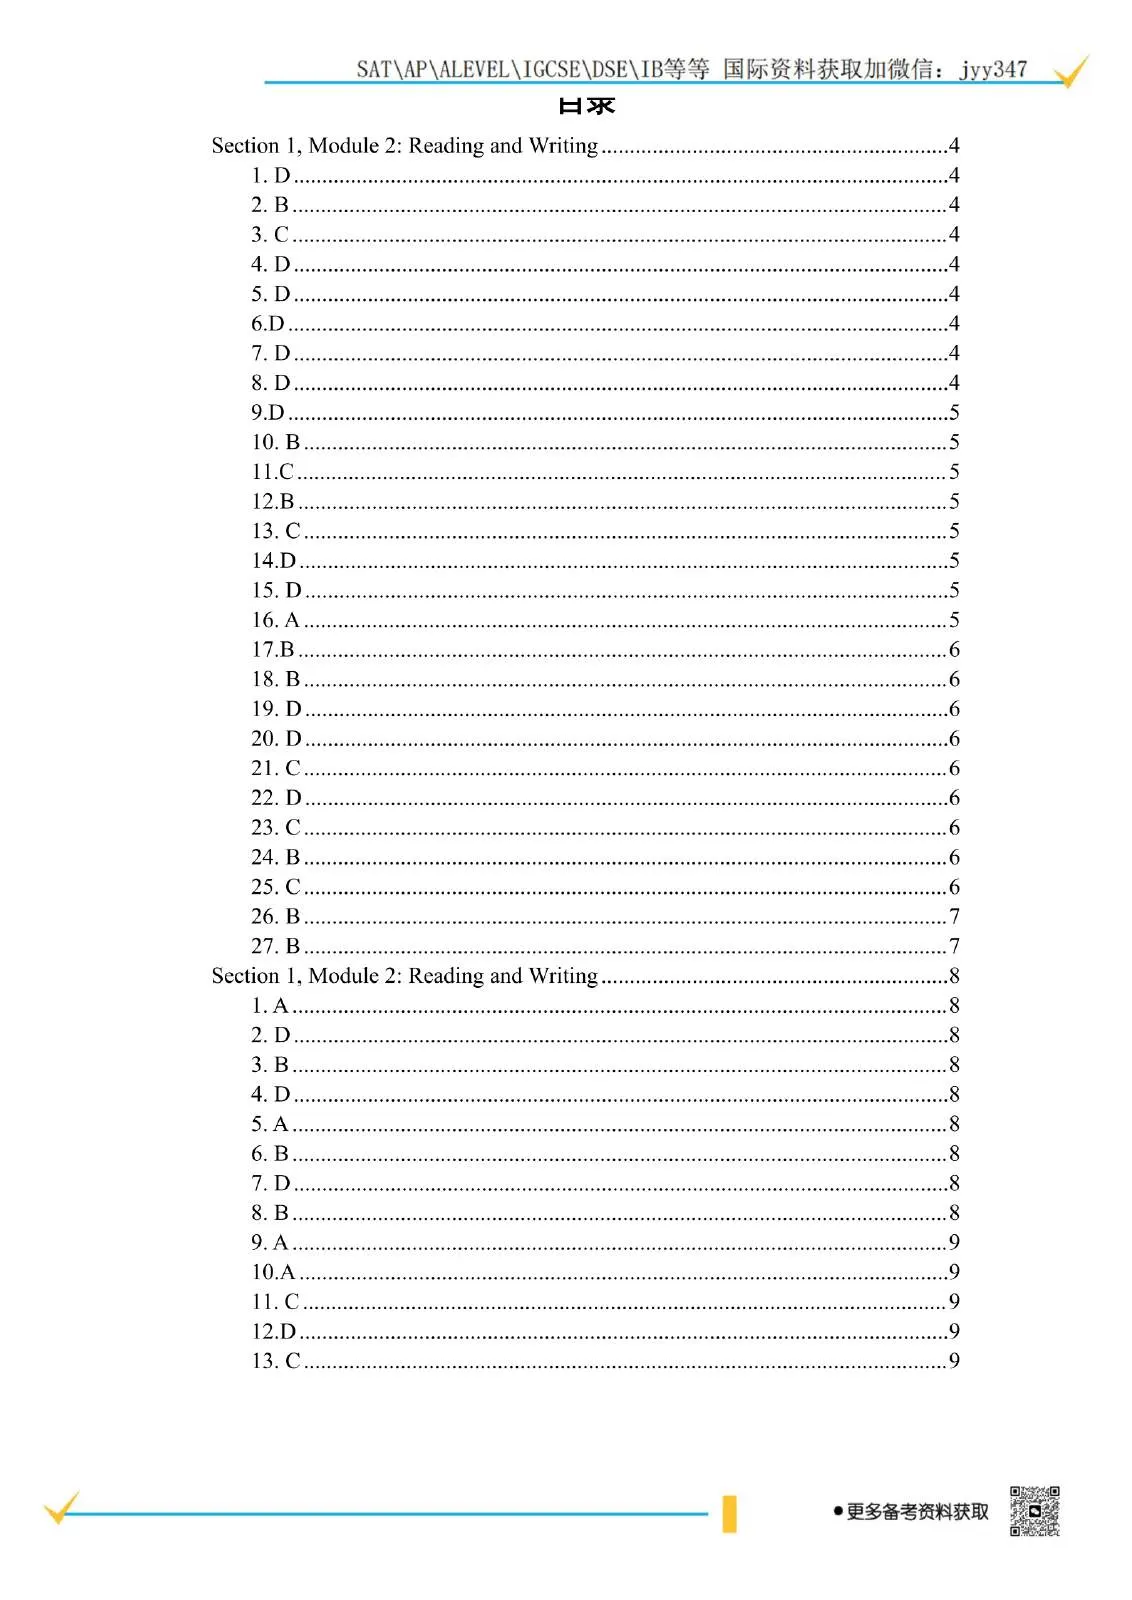 SAT\AP\ALEVEL\IGCSE\DSE\IB等等 国际资料获取加微信：jyy347
目录
Section 1, Module 2: Reading and Writing....................4
1. D....................4
2. B....................4
3. C....................4
4. D....................4
5. D....................4
6.D....................4
7. D....................4
8. D....................4
9.D....................5
10. B....................5
11.C....................5
12.B....................5
13. C....................5
14.D....................5
15. D....................5
16. A....................5
17.B....................6
18. B....................6
19. D....................6
20. D....................6
21. C....................6
22. D....................6
23. C....................6
24. B....................6
25. C....................6
26. B....................7
27. B....................7
Section 1, Module 2: Reading and Writing....................8
1. A....................8
2. D....................8
3. B....................8
4. D....................8
5. A....................8
6. B....................8
7. D....................8
8. B....................8
9. A....................9
10.A....................9
11. C....................9
12.D....................9
13. C....................9
●更多备考资料获取